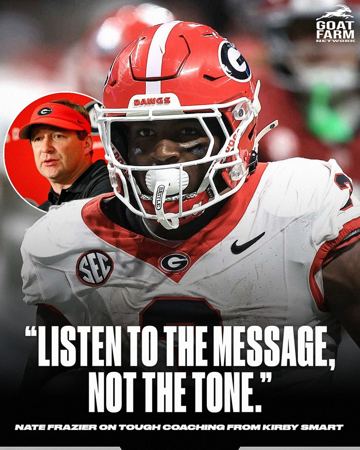 GOAT
FARM
NETWORK
G
DAWGS
G
SEC
G
"LISTEN TO THE MESSAGE,
NOT THE TONE."
NATE FRAZIER ON TOUGH COACHING FROM KIRBY SMART